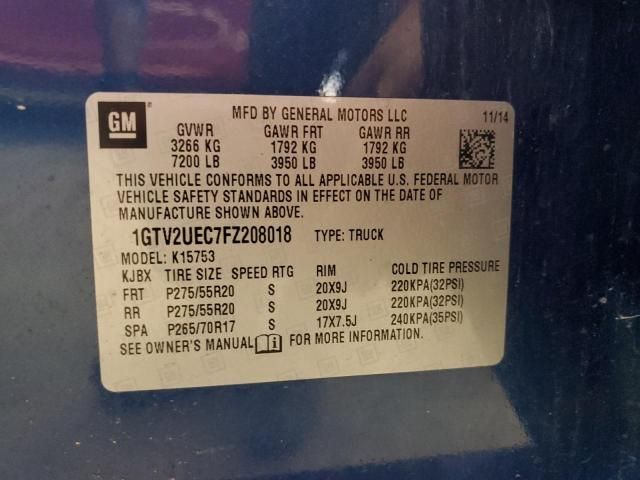 GM ® MFD BY GENERAL MOTORS LLC 11/14
GVWR GAWR FRT GAWR RR
3266 KG 1792 KG 1792 KG
7200 LB 3950 LB 3950 LB
THIS VEHICLE CONFORMS TO ALL APPLICABLE U.S. FEDERAL MOTOR
VEHICLE SAFETY STANDARDS IN EFFECT ON THE DATE OF
MANUFACTURE SHOWN ABOVE.
1GTV2UEC7FZ208018 TYPE: TRUCK
MODEL: K15753
KJBX TIRE SIZE SPEED RTG RIM COLD TIRE PRESSURE
FRT P275/55R20 S 20X9J 220KPA(32PSI)
RR P275/55R20 S 20X9J 220KPA(32PSI)
SPA P265/70R17 S 17X7.5J 240KPA(35PSI)
SEE OWNER'S MANUAL FOR MORE INFORMATION.